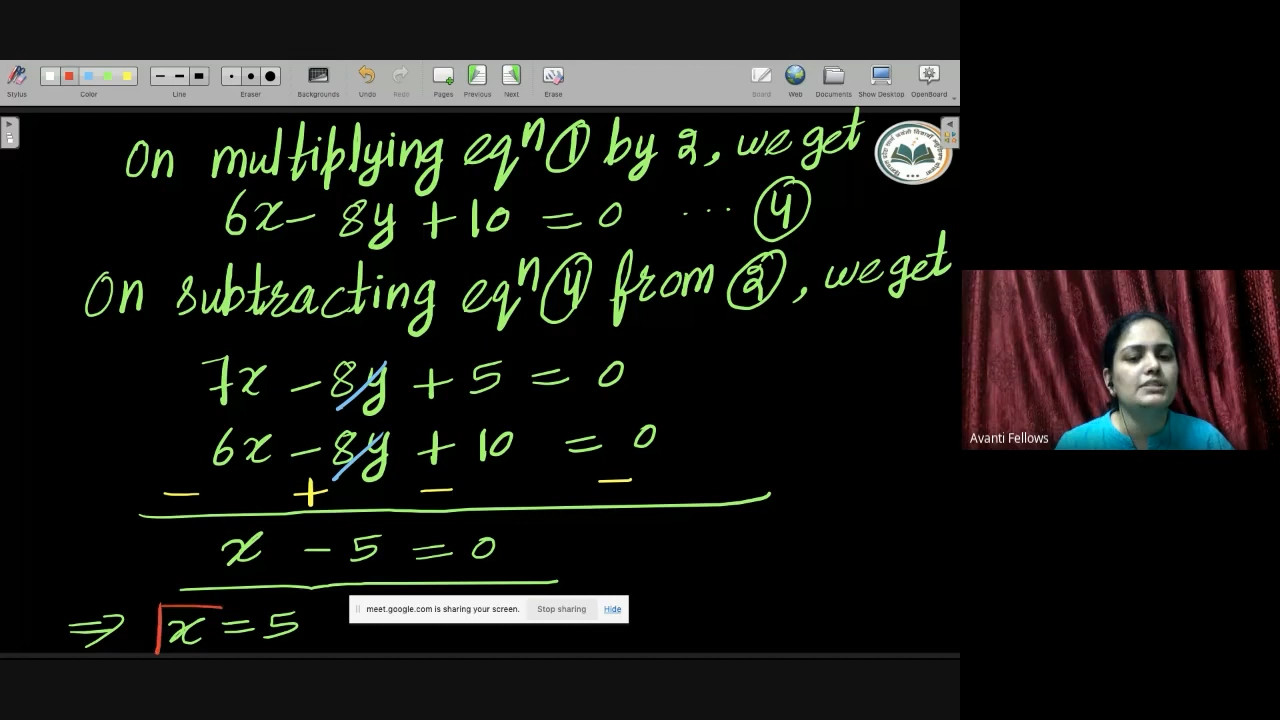 Stylus Color Line Eraser Backgrounds Undo Redo Pages Previous Next Erase Board Web Documents Show Desktop OpenBoard
On multiplying eqⁿ ① by 2, we get
6x - 8y + 10 = 0 ... ④
On subtracting eqⁿ ④ from ②, we get
7x - 8y + 5 = 0
6x - 8y + 10 = 0
- + - -
x - 5 = 0
⇒ x = 5
meet.google.com is sharing your screen. Stop sharing Hide
Avanti Fellows